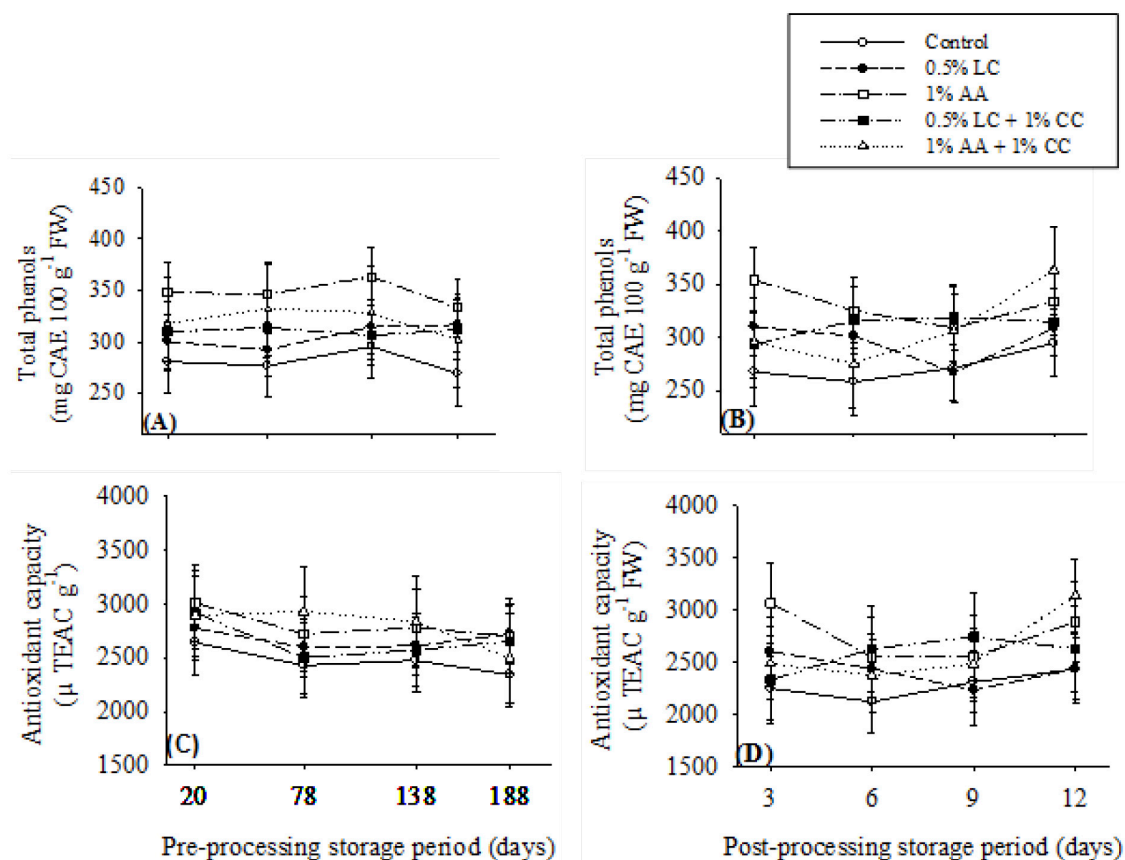 Control
0.5% LC
1% AA
0.5% LC + 1% CC
1% AA + 1% CC
Total phenols
(mg CAE 100 g-1 FW)
450
400
350
300
250
(A)
Total phenols
(mg CAE 100 g-1 FW)
450
400
350
300
250
(B)
Antioxidant capacity
(µ TEAC g-1)
4000
3500
3000
2500
2000
1500
(C)
20 78 138 188
Pre-processing storage period (days)
Antioxidant capacity
(µ TEAC g-1 FW)
4000
3500
3000
2500
2000
1500
(D)
3 6 9 12
Post-processing storage period (days)